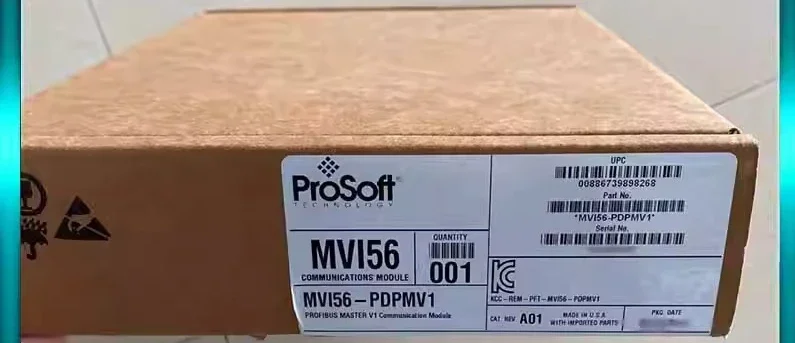 ProSoft
TECHNOLOGY
MVI56
COMMUNICATIONS MODULE
QUANTITY
001
MVI56-PDPMV1
PROFIBUS MASTER V1 Communication Module
UPC
00886739898268
Part No.
*MVI56-PDPMV1*
Serial No.
KCC-REM-PFT-MVI56-PDPMV1
CAT. REV A01
MADE IN U.S.A
WITH IMPORTED PARTS
PKG DATE